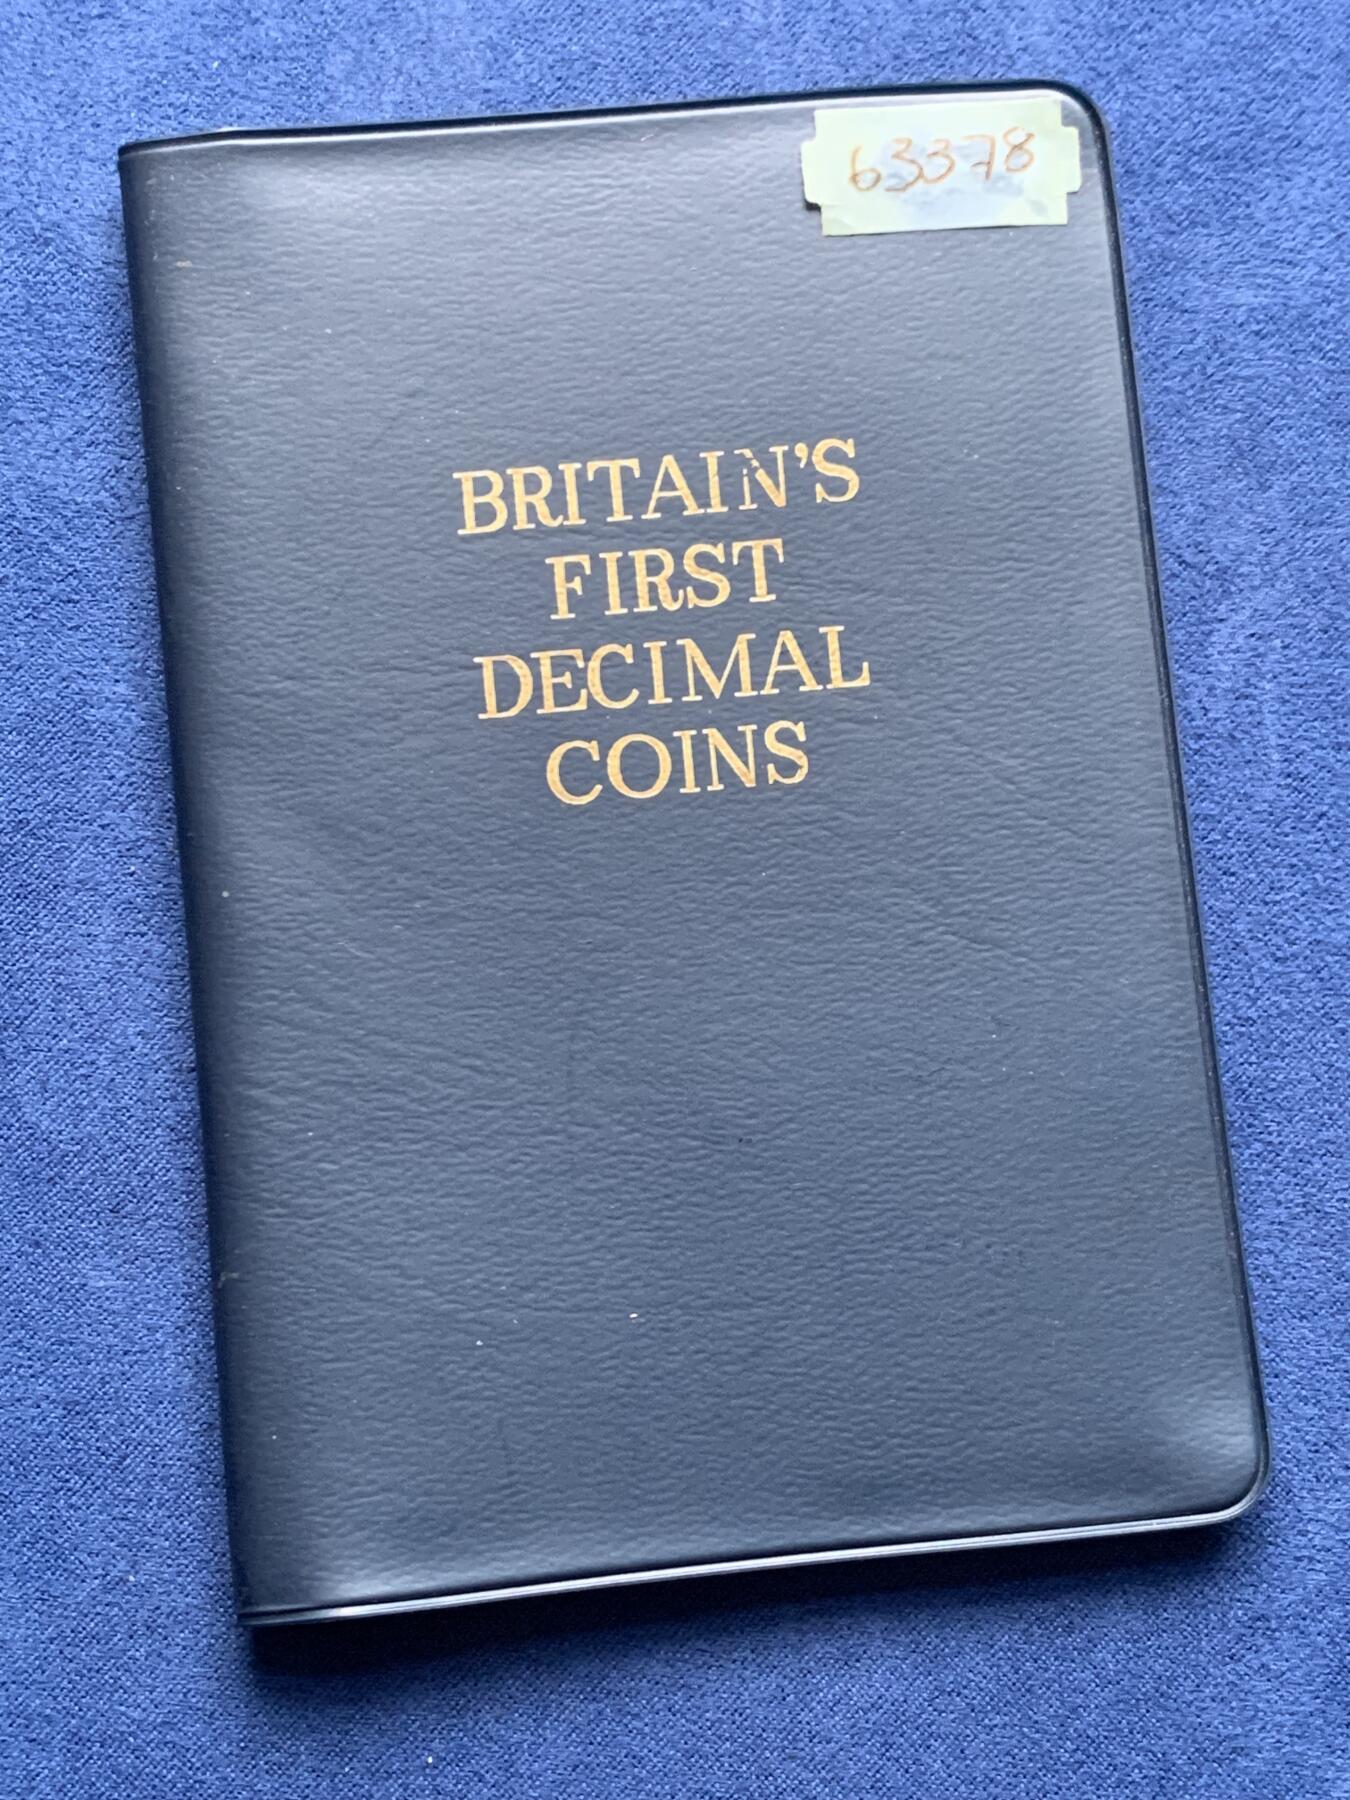 63378
BRITAIN'S
FIRST
DECIMAL
COINS